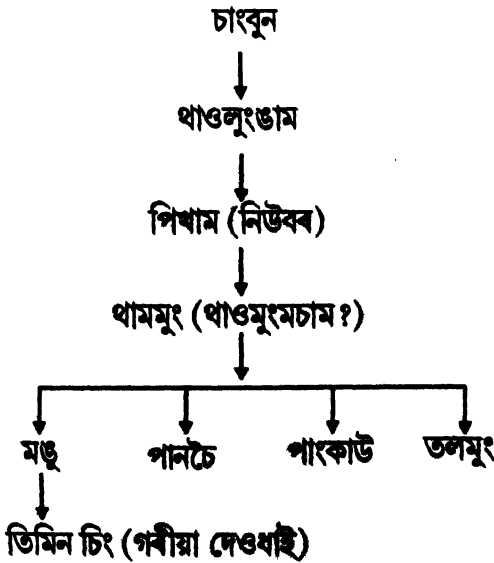 চাংবুন
থাওলুংঙাম
পিখাম (নিউবৰ)
থামমুং (থাওমুংমচাম?)
মঙু পানচৈ পাংকাউ তলমুং
তিমিন চিং (গৰীয়া দেওধাই)